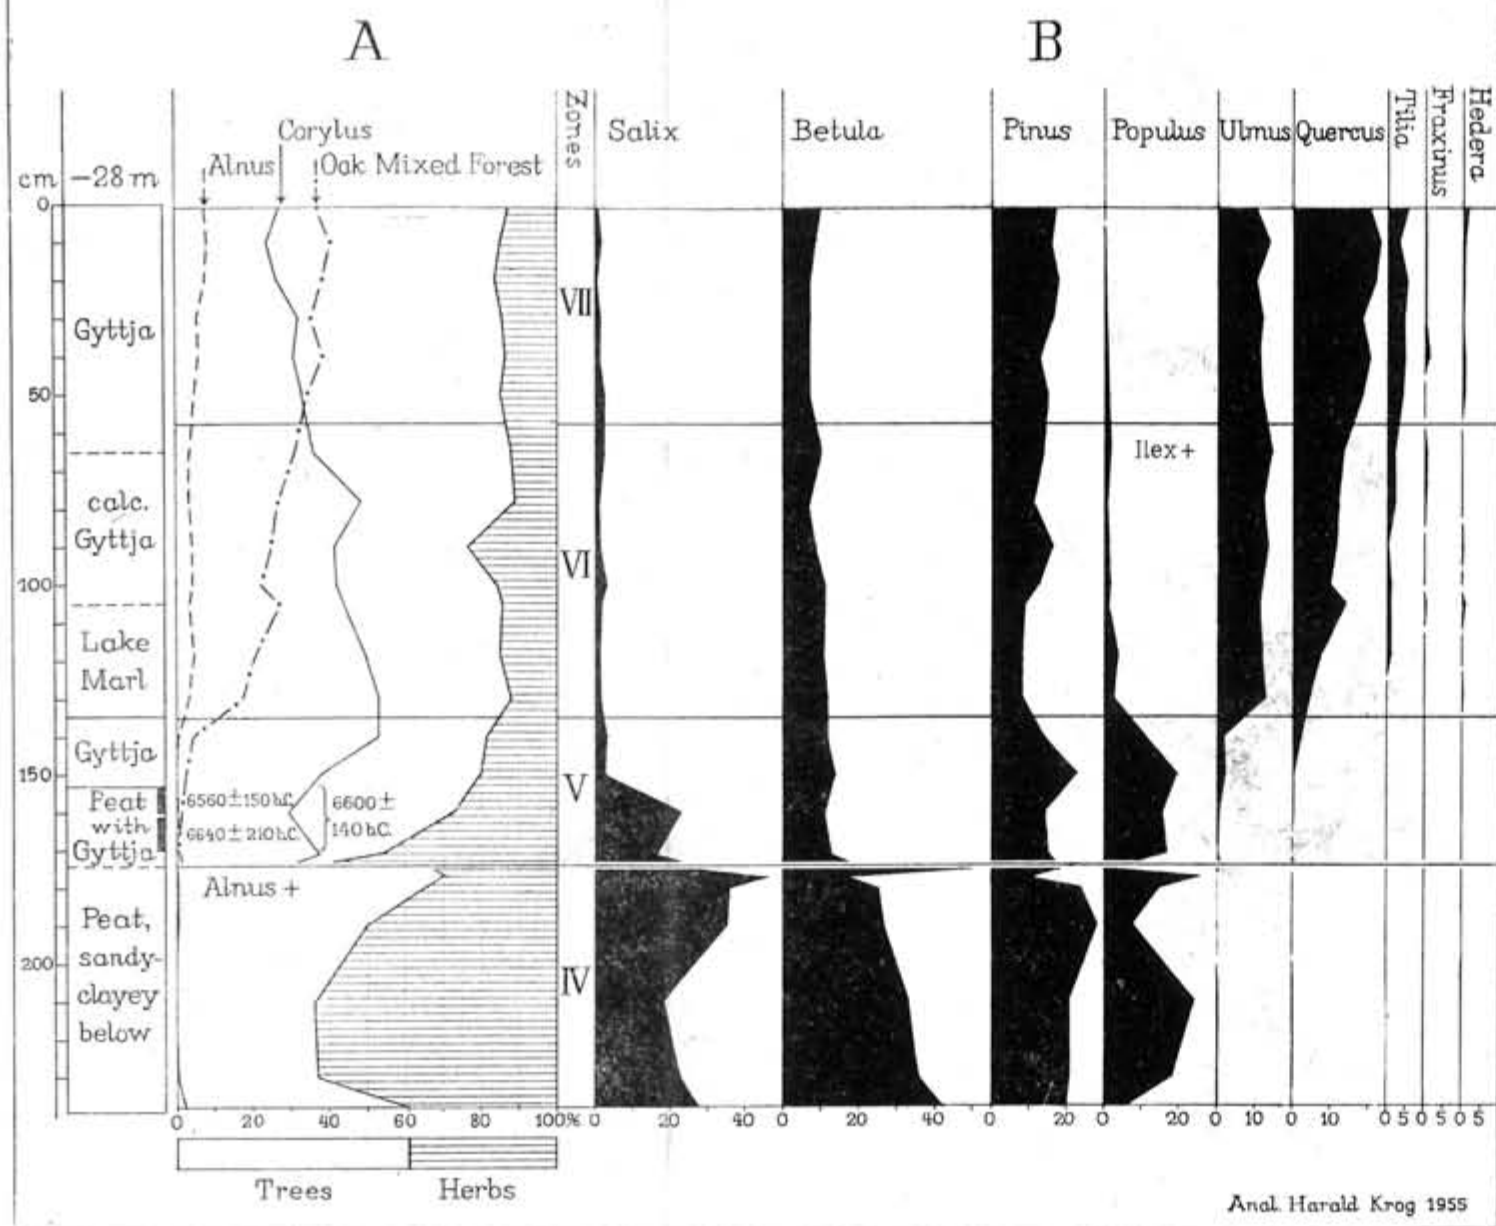 A
B
Zones
Salix
Betula
Pinus
Populus
Ulmus
Quercus
Tilia
Fraxinus
Hedera
Corylus
Alnus
Oak Mixed Forest
cm
-28 m
0
50
100
150
200
Gyttja
calc.
Gyttja
Lake
Marl
Gyttja
Peat
with
Gyttja
Peat,
sandy-
clayey
below
VII
VI
V
IV
Ilex +
6560 ± 150 b.C.
6640 ± 210 b.C.
6600 ±
140 b.C.
Alnus +
0 20 40 60 80 100%
0 20 40
0 20 40
0 20
0 20
0 10
0 10
0 5
0 5
0 5
Trees
Herbs
Anal. Harald Krog 1955